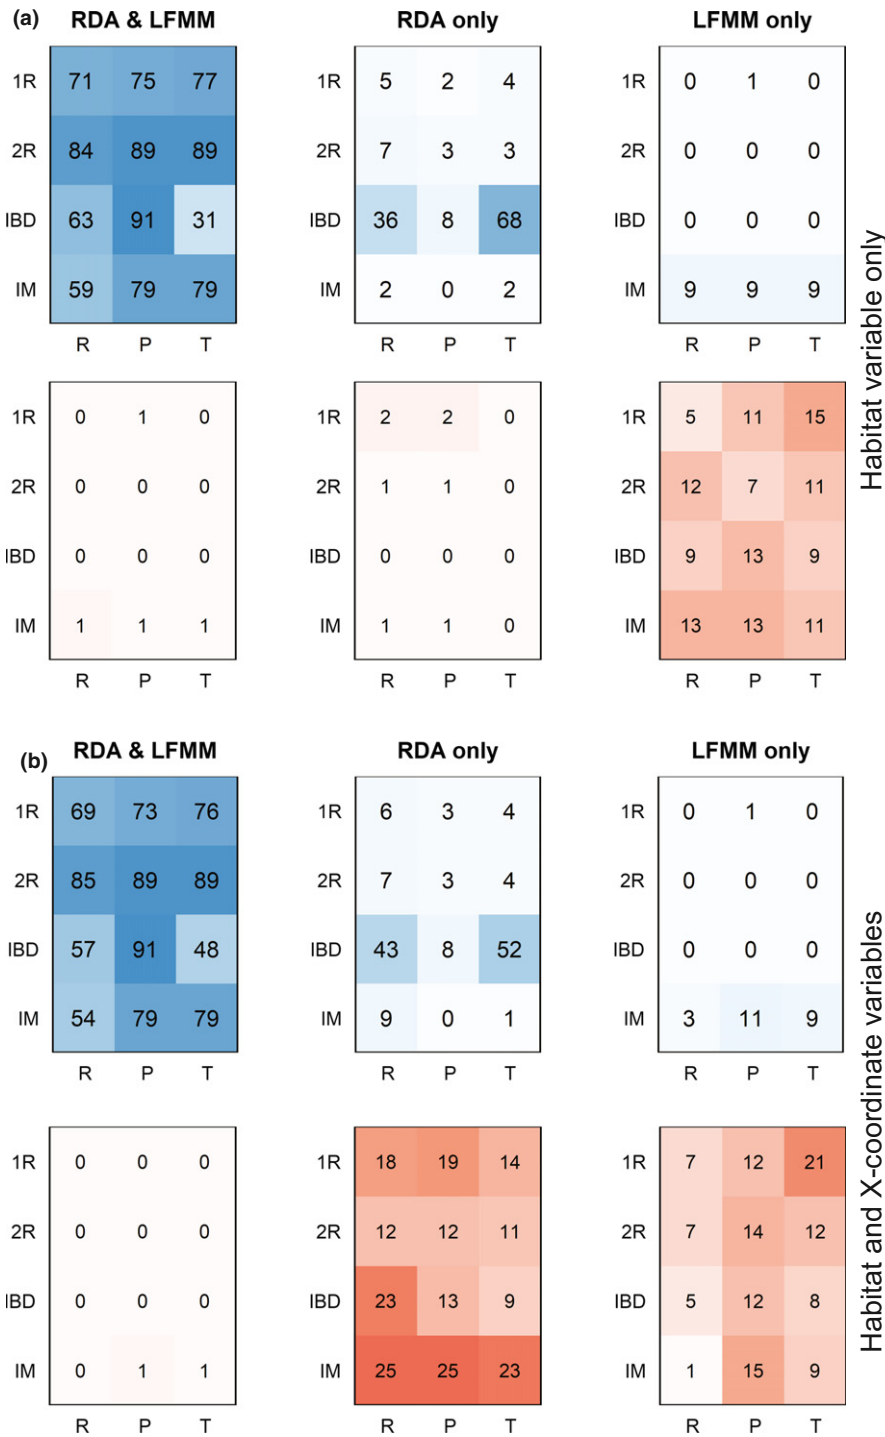 (a)
RDA & LFMM RDA only LFMM only
1R 71 75 77 1R 5 2 4 1R 0 1 0
2R 84 89 89 2R 7 3 3 2R 0 0 0
IBD 63 91 31 IBD 36 8 68 IBD 0 0 0
IM 59 79 79 IM 2 0 2 IM 9 9 9
R P T R P T R P T
1R 0 1 0 1R 2 2 0 1R 5 11 15
2R 0 0 0 2R 1 1 0 2R 12 7 11
IBD 0 0 0 IBD 0 0 0 IBD 9 13 9
IM 1 1 1 IM 1 1 0 IM 13 13 11
R P T R P T R P T
Habitat variable only
(b)
RDA & LFMM RDA only LFMM only
1R 69 73 76 1R 6 3 4 1R 0 1 0
2R 85 89 89 2R 7 3 4 2R 0 0 0
IBD 57 91 48 IBD 43 8 52 IBD 0 0 0
IM 54 79 79 IM 9 0 1 IM 3 11 9
R P T R P T R P T
1R 0 0 0 1R 18 19 14 1R 7 12 21
2R 0 0 0 2R 12 12 11 2R 7 14 12
IBD 0 0 0 IBD 23 13 9 IBD 5 12 8
IM 0 1 1 IM 25 25 23 IM 1 15 9
R P T R P T R P T
Habitat and X-coordinate variables